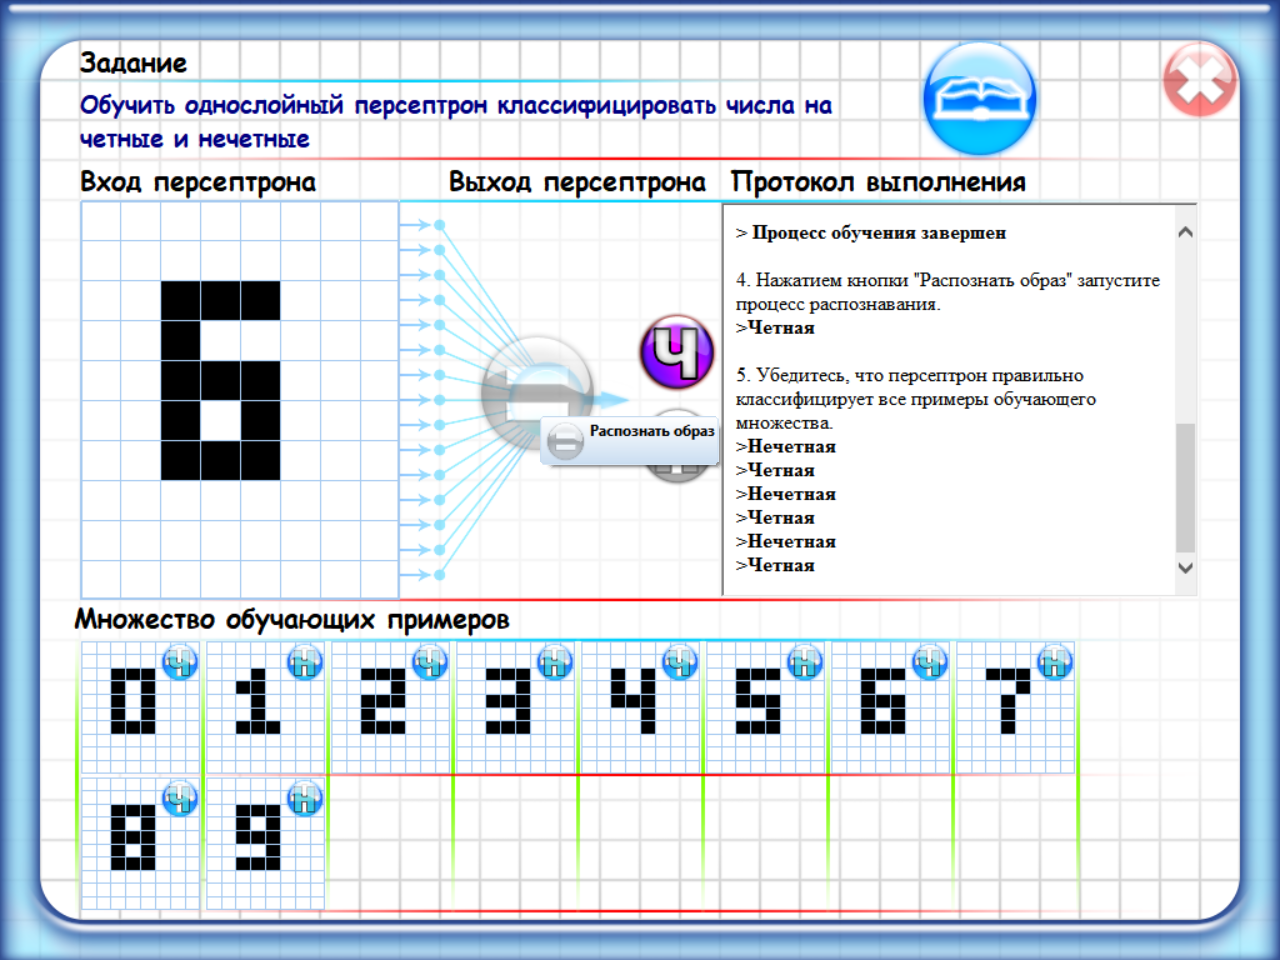 Задание
Обучить однослойный персептрон классифицировать числа на
четные и нечетные
Вход персептрона
Выход персептрона
Протокол выполнения
Ч
Распознать образ
> Процесс обучения завершен
4. Нажатием кнопки "Распознать образ" запустите
процесс распознавания.
>Четная
5. Убедитесь, что персептрон правильно
классифицирует все примеры обучающего
множества.
>Нечетная
>Четная
>Нечетная
>Четная
>Нечетная
>Четная
Множество обучающих примеров
Ч Н Ч Н Ч Н Ч Н
0 1 2 3 4 5 6 7
Ч Н
8 9